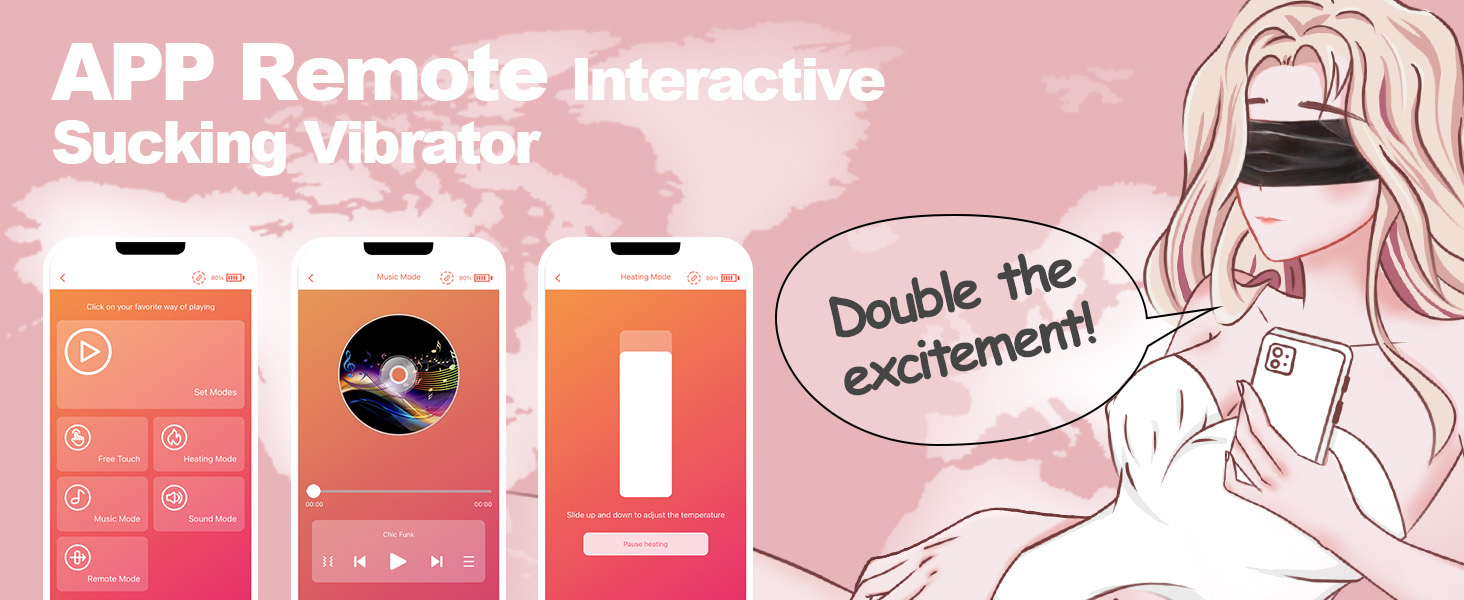 APP Remote Interactive
Sucking Vibrator
80%
Click on your favorite way of playing
Set Modes
Free Touch
Heating Mode
Music Mode
Sound Mode
Remote Mode
Music Mode
80%
00:00
00:00
Chic Funk
Heating Mode
80%
Slide up and down to adjust the temperature
Pause heating
Double the
excitement!